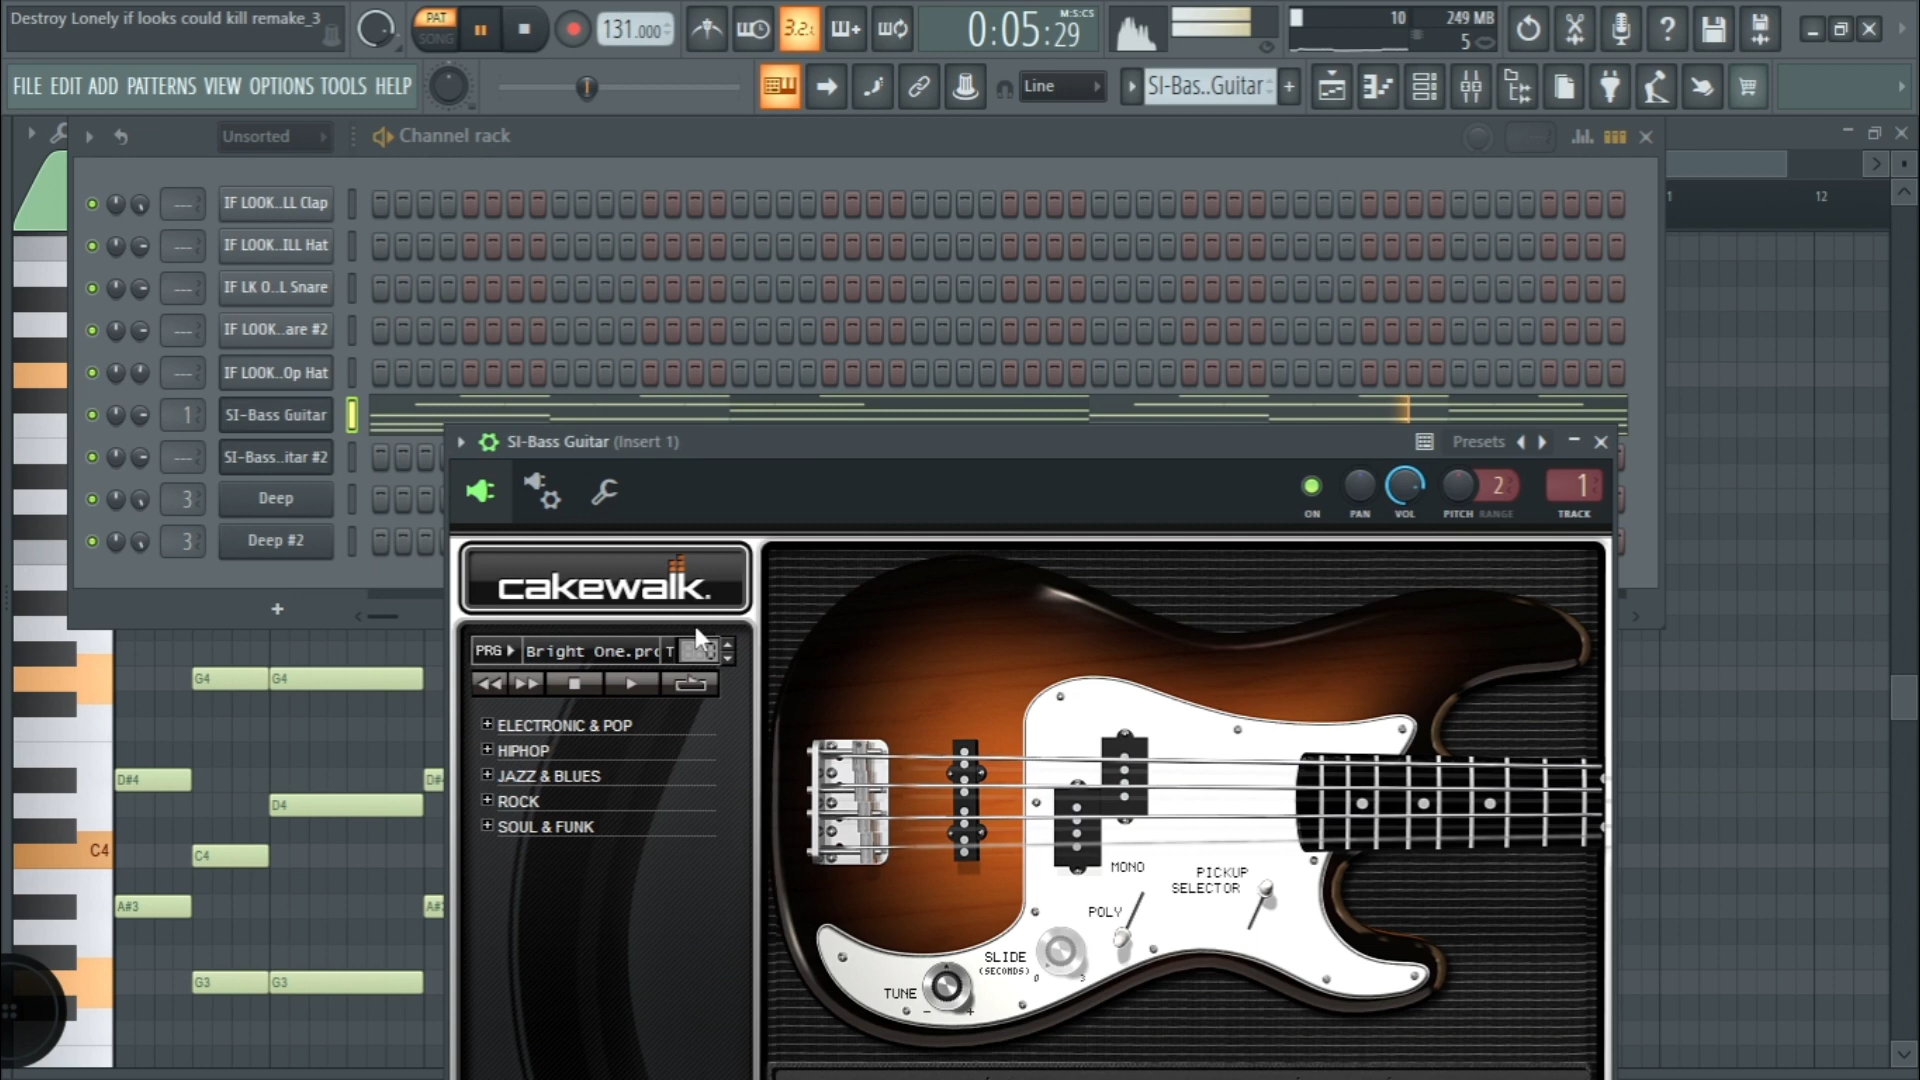 Destroy Lonely if looks could kill remake_3
PAT
SONG
131.000
3.2
0:05:29
M:S:CS
10
249 MB
5
FILE EDIT ADD PATTERNS VIEW OPTIONS TOOLS HELP
Line
SI-Bas..Guitar
Unsorted
Channel rack
12
IF LOOK..LL Clap
IF LOOK..ILL Hat
IF LK O..L Snare
IF LOOK..are #2
IF LOOK..Op Hat
1
SI-Bass Guitar
SI-Bass..itar #2
3
Deep
3
Deep #2
SI-Bass Guitar (Insert 1)
Presets
2
1
ON
PAN
VOL
PITCH RANGE
TRACK
cakewalk.
PRG
Bright One.prc
T
ELECTRONIC & POP
HIPHOP
JAZZ & BLUES
ROCK
SOUL & FUNK
MONO
POLY
PICKUP
SELECTOR
SLIDE
(SECONDS)
0
3
TUNE
- +
G4
G4
D#4
D4
C4
C4
A#3
G3
G3